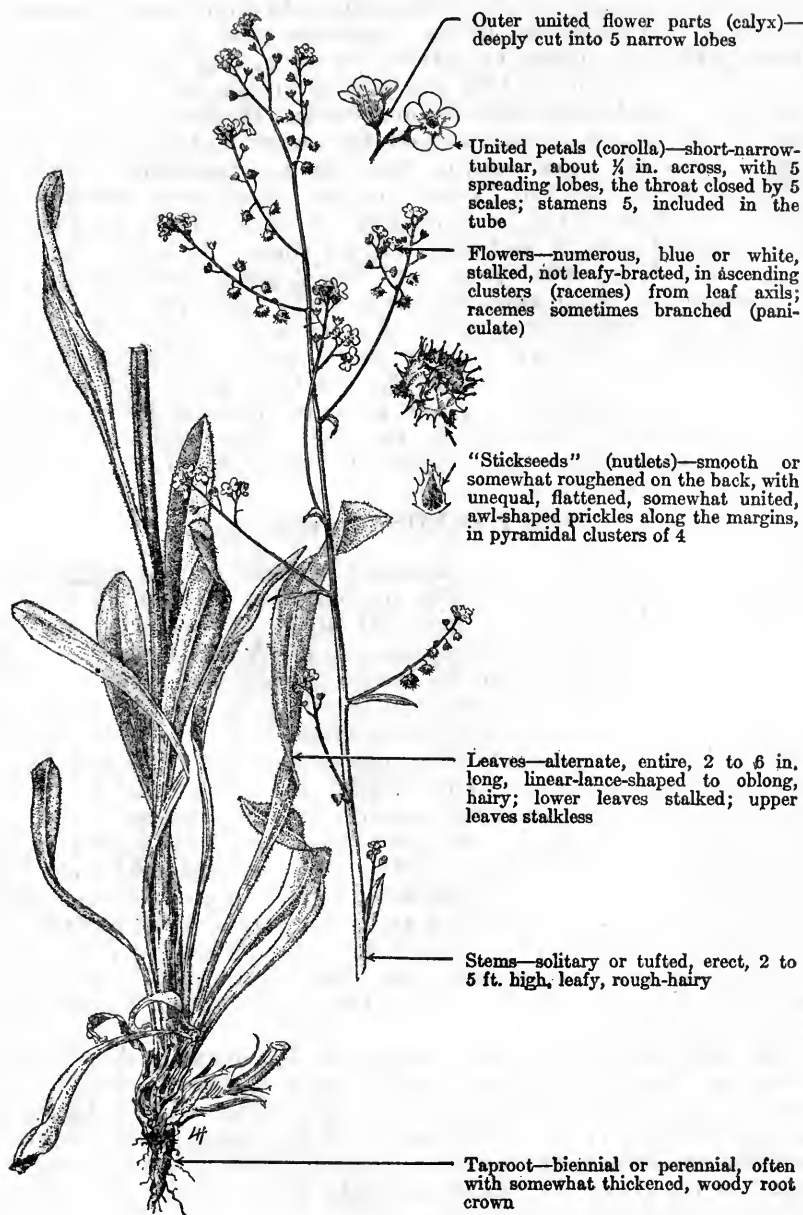 Outer united flower parts (calyx)—
deeply cut into 5 narrow lobes
United petals (corolla)—short-narrow-
tubular, about ¼ in. across, with 5
spreading lobes, the throat closed by 5
scales; stamens 5, included in the
tube
Flowers—numerous, blue or white,
stalked, not leafy-bracted, in ascending
clusters (racemes) from leaf axils;
racemes sometimes branched (pani-
culate)
"Stickseeds" (nutlets)—smooth or
somewhat roughened on the back, with
unequal, flattened, somewhat united,
awl-shaped prickles along the margins,
in pyramidal clusters of 4
Leaves—alternate, entire, 2 to 6 in.
long, linear-lance-shaped to oblong,
hairy; lower leaves stalked; upper
leaves stalkless
Stems—solitary or tufted, erect, 2 to
5 ft. high, leafy, rough-hairy
LH
Taproot—biennial or perennial, often
with somewhat thickened, woody root
crown